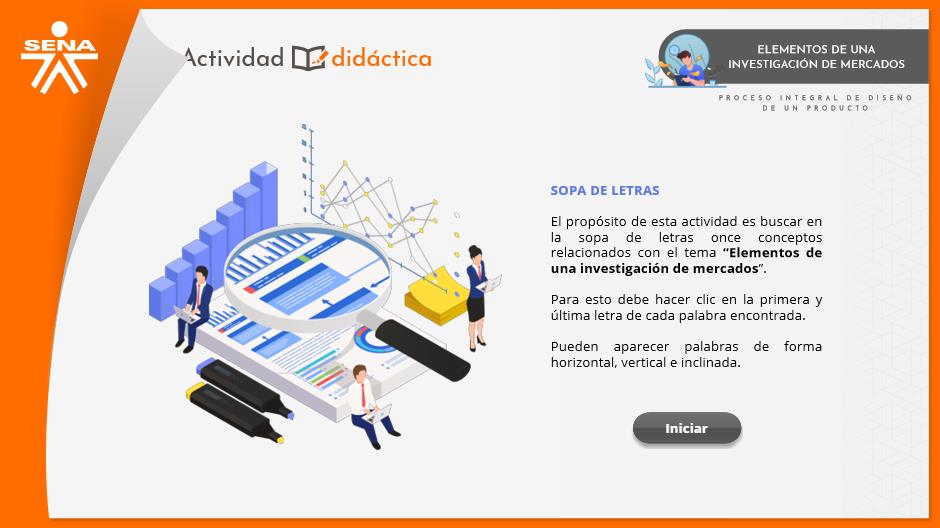 SENA
Actividad didáctica
ELEMENTOS DE UNA
INVESTIGACIÓN DE MERCADOS
PROCESO INTEGRAL DE DISEÑO
DE UN PRODUCTO
SOPA DE LETRAS
El propósito de esta actividad es buscar en
la sopa de letras once conceptos
relacionados con el tema “Elementos de
una investigación de mercados”.
Para esto debe hacer clic en la primera y
última letra de cada palabra encontrada.
Pueden aparecer palabras de forma
horizontal, vertical e inclinada.
Iniciar